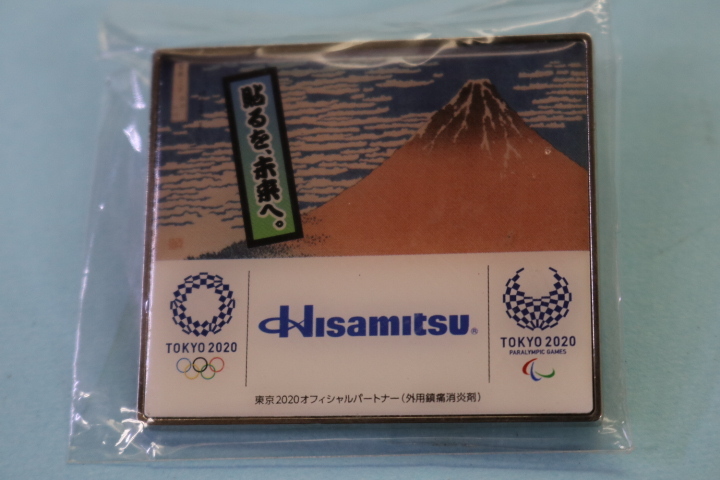 貼るを、未来へ。
TOKYO 2020
Hisamitsu®
TOKYO 2020
PARALYMPIC GAMES
東京2020オフィシャルパートナー(外用鎮痛消炎剤)